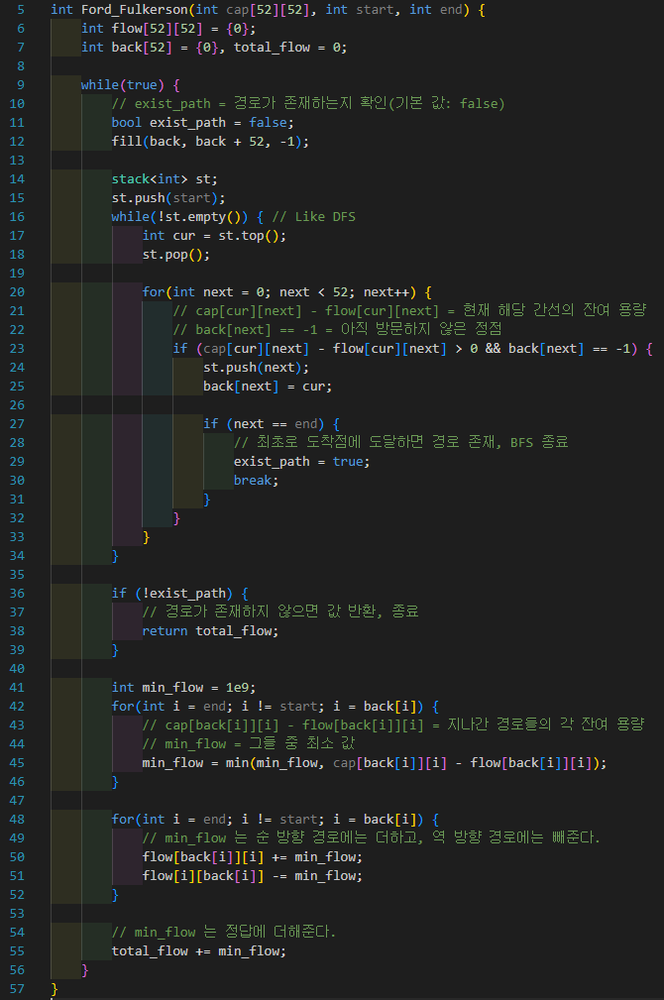 5 int Ford_Fulkerson(int cap[52][52], int start, int end) {
6     int flow[52][52] = {0};
7     int back[52] = {0}, total_flow = 0;
8
9     while(true) {
10         // exist_path = 경로가 존재하는지 확인(기본 값: false)
11         bool exist_path = false;
12         fill(back, back + 52, -1);
13
14         stack<int> st;
15         st.push(start);
16         while(!st.empty()) { // Like DFS
17             int cur = st.top();
18             st.pop();
19
20             for(int next = 0; next < 52; next++) {
21                 // cap[cur][next] - flow[cur][next] = 현재 해당 간선의 잔여 용량
22                 // back[next] == -1 = 아직 방문하지 않은 정점
23                 if (cap[cur][next] - flow[cur][next] > 0 && back[next] == -1) {
24                     st.push(next);
25                     back[next] = cur;
26
27                     if (next == end) {
28                         // 최초로 도착점에 도달하면 경로 존재, BFS 종료
29                         exist_path = true;
30                         break;
31                     }
32                 }
33             }
34         }
35
36         if (!exist_path) {
37             // 경로가 존재하지 않으면 값 반환, 종료
38             return total_flow;
39         }
40
41         int min_flow = 1e9;
42         for(int i = end; i != start; i = back[i]) {
43             // cap[back[i]][i] - flow[back[i]][i] = 지나간 경로들의 각 잔여 용량
44             // min_flow = 그들 중 최소 값
45             min_flow = min(min_flow, cap[back[i]][i] - flow[back[i]][i]);
46         }
47
48         for(int i = end; i != start; i = back[i]) {
49             // min_flow 는 순 방향 경로에는 더하고, 역 방향 경로에는 빼준다.
50             flow[back[i]][i] += min_flow;
51             flow[i][back[i]] -= min_flow;
52         }
53
54         // min_flow 는 정답에 더해준다.
55         total_flow += min_flow;
56     }
57 }